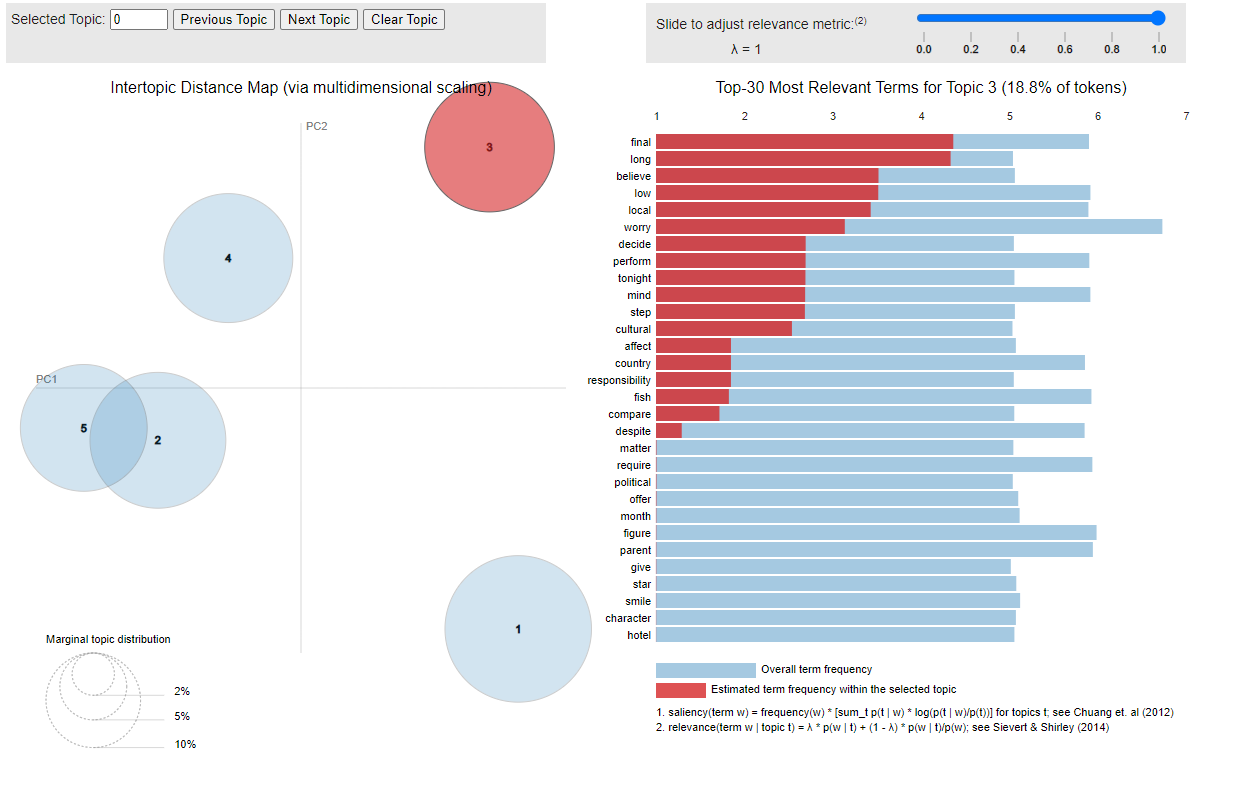 Selected Topic: 0 Previous Topic Next Topic Clear Topic
Slide to adjust relevance metric:(2)
λ = 1
0.0 0.2 0.4 0.6 0.8 1.0
Intertopic Distance Map (via multidimensional scaling)
PC2
PC1
3
4
5
2
1
Marginal topic distribution
2%
5%
10%
Top-30 Most Relevant Terms for Topic 3 (18.8% of tokens)
1 2 3 4 5 6 7
final
long
believe
low
local
worry
decide
perform
tonight
mind
step
cultural
affect
country
responsibility
fish
compare
despite
matter
require
political
offer
month
figure
parent
give
star
smile
character
hotel
Overall term frequency
Estimated term frequency within the selected topic
1. saliency(term w) = frequency(w) * [sum_t p(t | w) * log(p(t | w)/p(t))] for topics t; see Chuang et. al (2012)
2. relevance(term w | topic t) = λ * p(w | t) + (1 - λ) * p(w | t)/p(w); see Sievert & Shirley (2014)